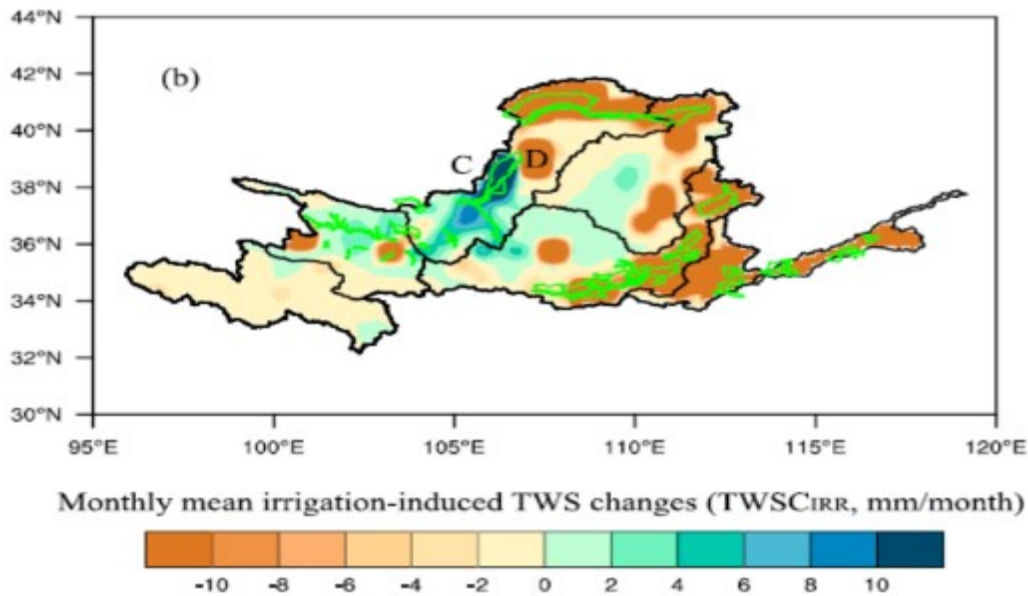 44°N
42°N
(b)
40°N
C D
38°N
36°N
34°N
32°N
30°N
95°E 100°E 105°E 110°E 115°E 120°E
Monthly mean irrigation-induced TWS changes (TWSCIRR, mm/month)
-10 -8 -6 -4 -2 0 2 4 6 8 10